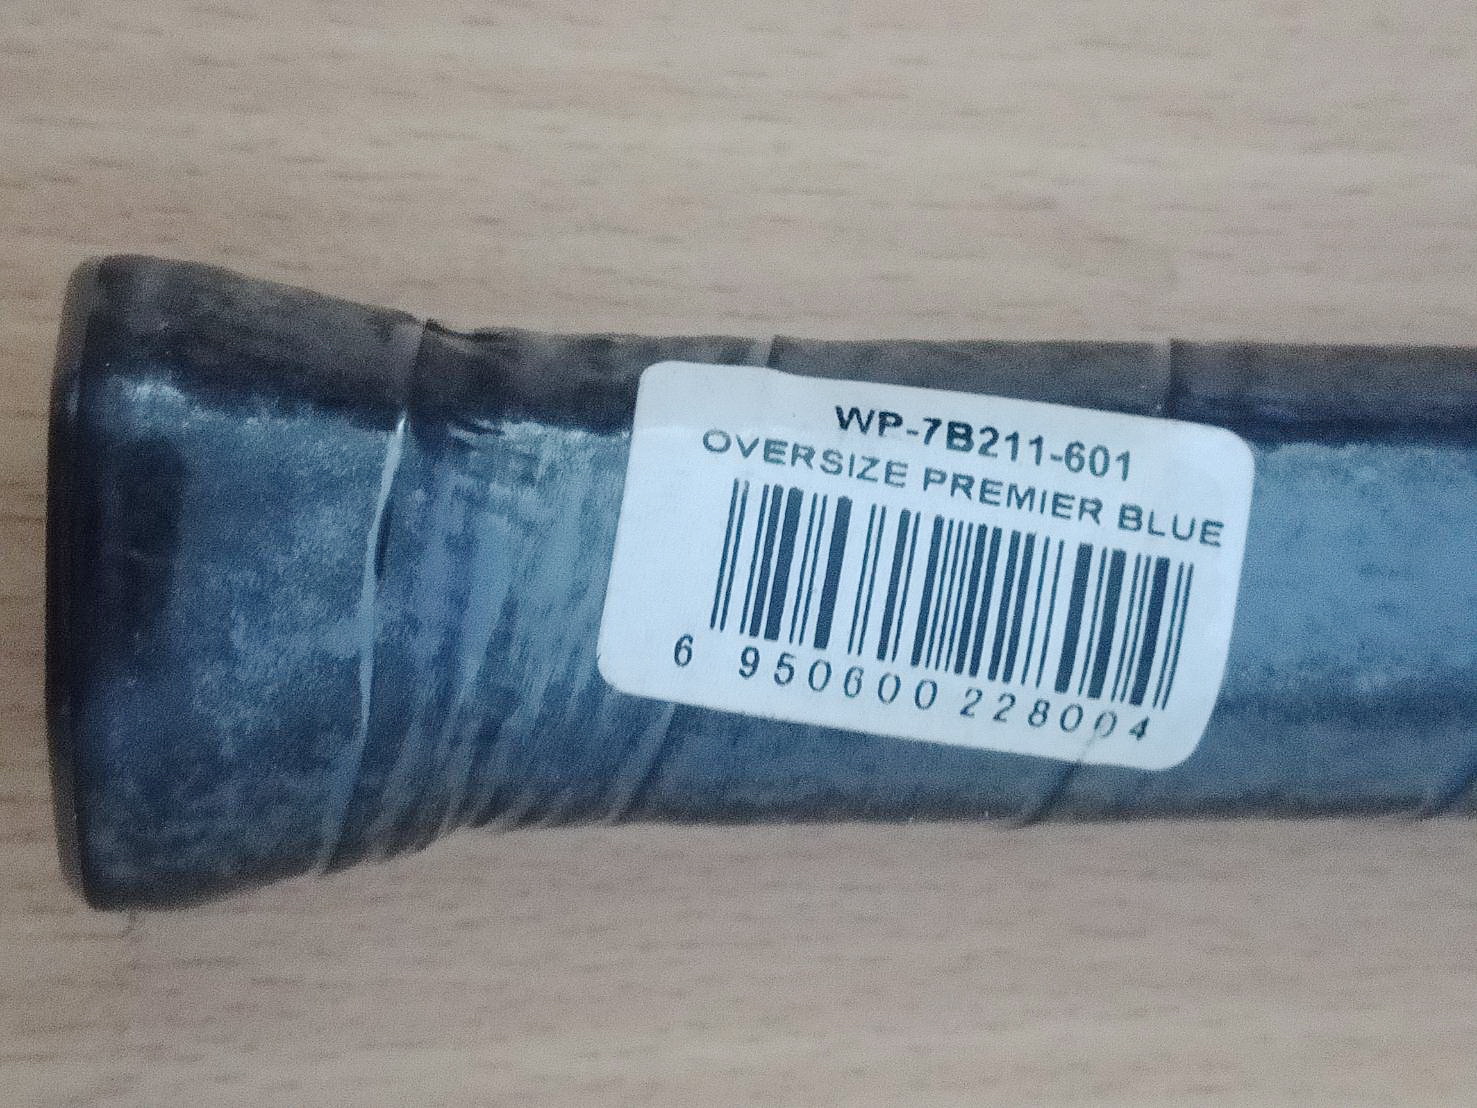 WP-7B211-601
OVERSIZE PREMIER BLUE
6 950600 228004